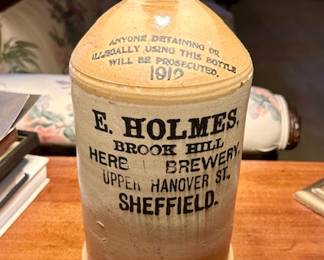 ANYONE DETAINING OR
ILLEGALLY USING THIS BOTTLE
WILL BE PROSECUTED.
1912
E. HOLMES,
BROOK HILL
HERB BREWERY,
UPPER HANOVER ST.,
SHEFFIELD.